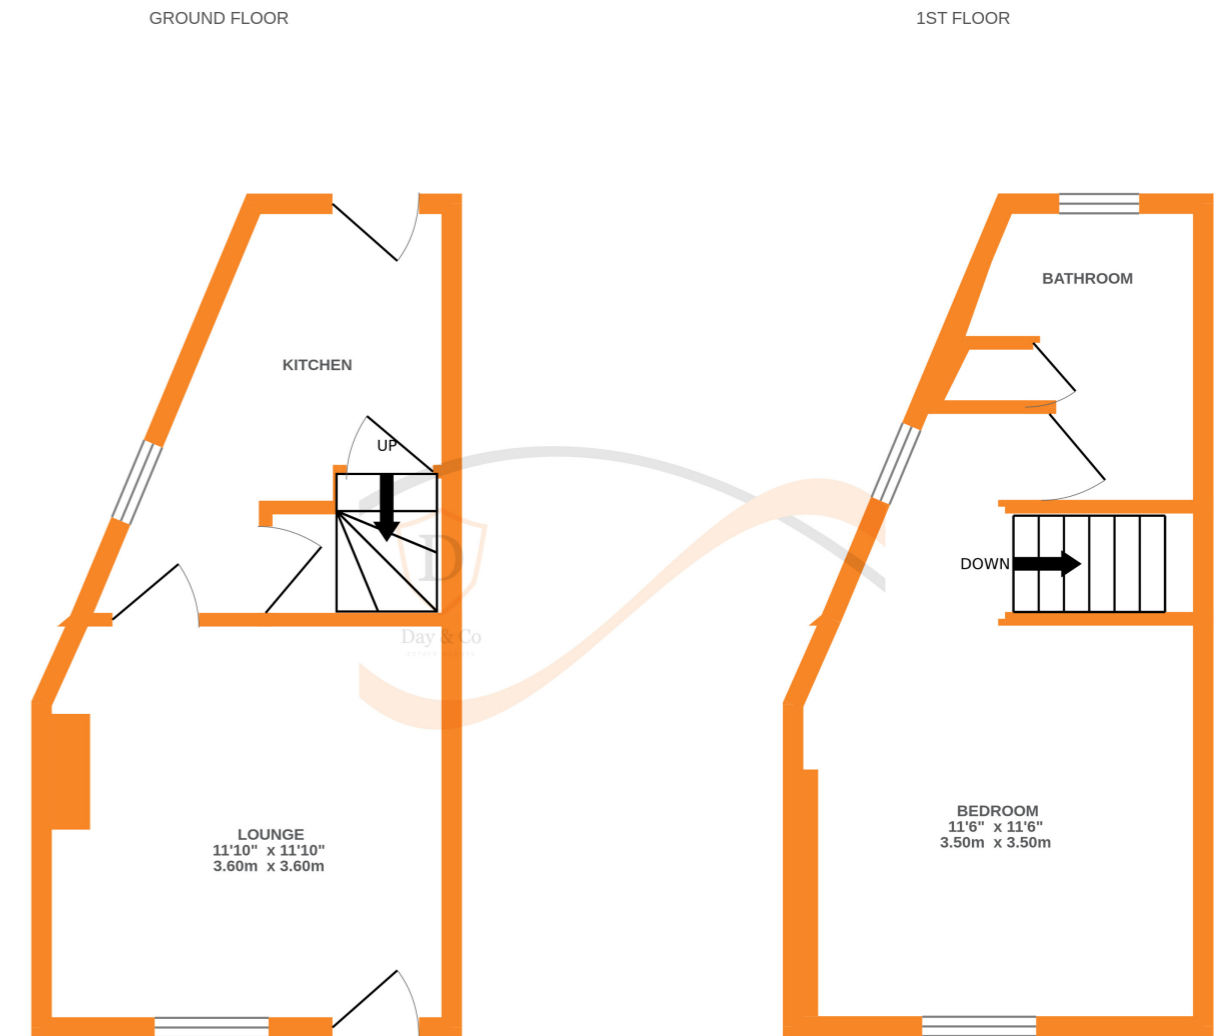 GROUND FLOOR
KITCHEN
UP
D
Day & Co
LOUNGE
11'10" x 11'10"
3.60m x 3.60m
1ST FLOOR
BATHROOM
DOWN
BEDROOM
11'6" x 11'6"
3.50m x 3.50m